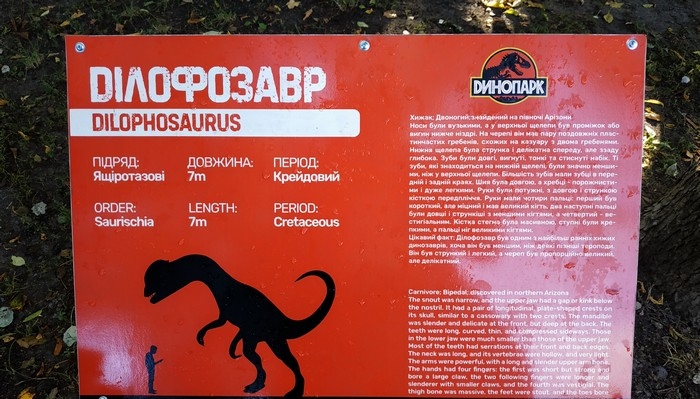 ДІЛОФОЗАВР
DILOPHOSAURUS
ДИНОПАРК
ПІДРЯД: ДОВЖИНА: ПЕРІОД:
Ящіротазові 7m Крейдовий
ORDER: LENGTH: PERIOD:
Saurischia 7m Cretaceous
Хижак; Двоногий; знайдений на півночі Арізони
Носи були вузькими, а у верхньої щелепи був проміжок або
вигин нижче ніздрі. На черепі він мав пару поздовжніх плас-
тинчастих гребенів, схожих на казуару з двома гребенями.
Нижня щелепа була струнка і делікатна спереду, але ззаду
глибока. Зуби були довгі, вигнуті, тонкі та стиснуті набік. Ті
зуби, які знаходяться на нижній щелепі, були значно менши-
ми, ніж у верхньої щелепи. Більшість зубів мали зубці в перед-
ній і задній краях. Шия була довгою, а хребці - порожнисти-
ми і дуже легкими. Руки були потужні, з довгою і стрункою
кісткою передпліччя. Руки мали чотири пальці: перший був
короткий, але міцний і мав великий кіготь, два наступні пальці
були довші і стрункіші з меншими кігтями, а четвертий - ве-
стигіальним. Кістка стегна була масивною, ступні були кре-
пкими, а пальці ніг великими кігтями.
Цікавий факт: Ділофозавр був одним з найбільш ранніх хижих
динозаврів, хоча він був меншим, ніж деякі пізніші тероподи.
Він був стрункий і легкий, а череп був пропорційно великий,
але делікатний.
Carnivore; Bipedal; discovered in northern Arizona
The snout was narrow, and the upper jaw had a gap or kink below
the nostril. It had a pair of longitudinal, plate-shaped crests on
its skull, similar to a cassowary with two crests. The mandible
was slender and delicate at the front, but deep at the back. The
teeth were long, curved, thin, and compressed sideways. Those
in the lower jaw were much smaller than those of the upper jaw.
Most of the teeth had serrations at their front and back edges.
The neck was long, and its vertebrae were hollow, and very light.
The arms were powerful, with a long and slender upper arm bone.
The hands had four fingers: the first was short but strong and
bore a large claw, the two following fingers were longer and
slenderer with smaller claws, and the fourth was vestigial. The
thigh bone was massive, the feet were stout, and the toes bore